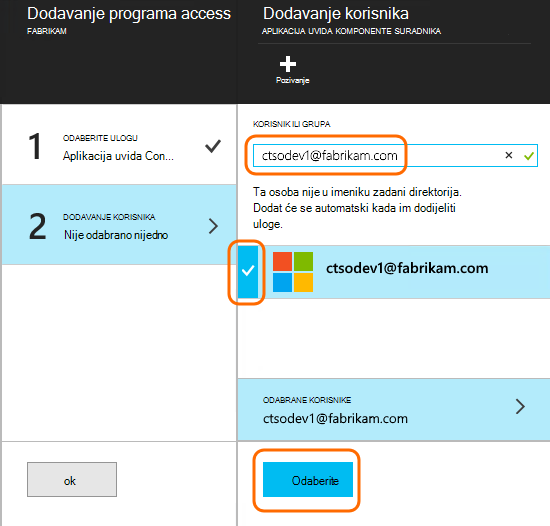 Dodavanje programa access
FABRIKAM
1
ODABERITE ULOGU
Aplikacija uvida Con...
2
DODAVANJE KORISNIKA
Nije odabrano nijedno
ok
Dodavanje korisnika
APLIKACIJA UVIDA KOMPONENTE SURADNIKA
Pozivanje
KORISNIK ILI GRUPA
ctsodev1@fabrikam.com
Ta osoba nije u imeniku zadani direktorija.
Dodat će se automatski kada im dodijeliti
uloge.
ctsodev1@fabrikam.com
ODABRANE KORISNIKE
ctsodev1@fabrikam.com
Odaberite